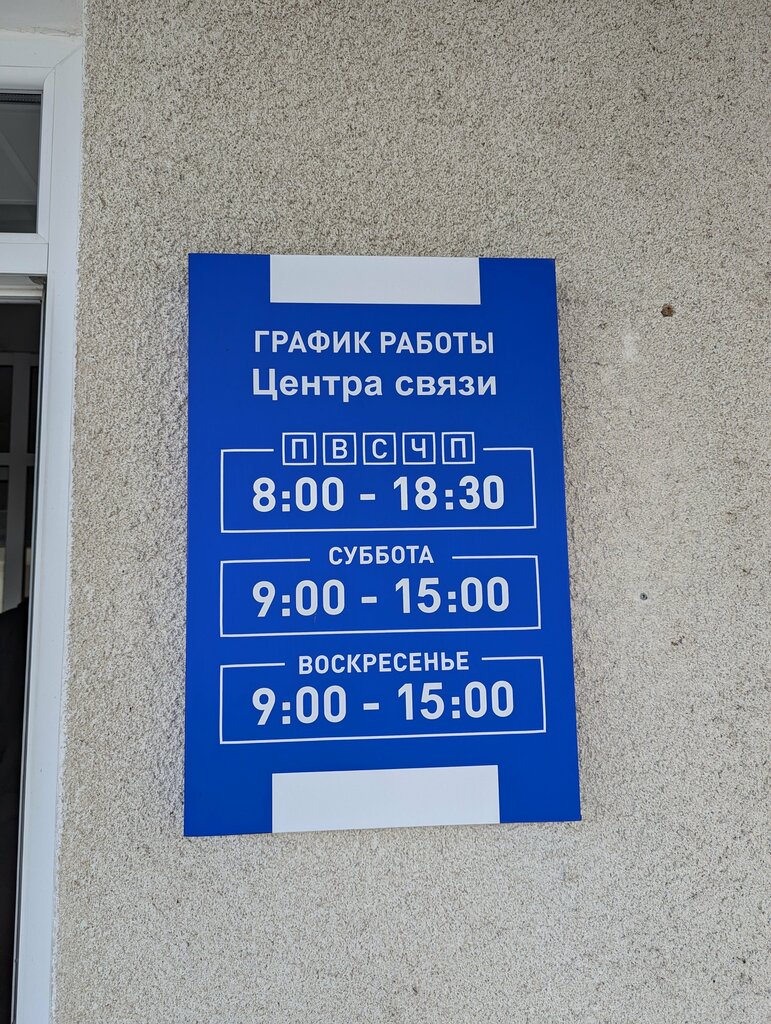 ГРАФИК РАБОТЫ
Центра связи
П В С Ч П
8:00 - 18:30
СУББОТА
9:00 - 15:00
ВОСКРЕСЕНЬЕ
9:00 - 15:00